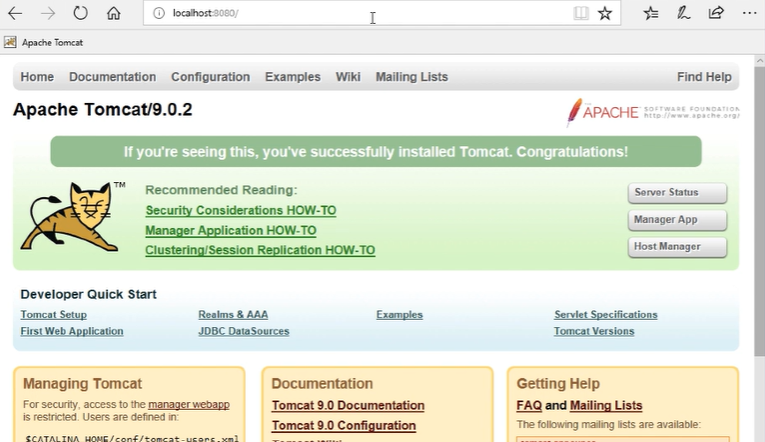 localhost:8080/
Apache Tomcat
Home Documentation Configuration Examples Wiki Mailing Lists Find Help
Apache Tomcat/9.0.2
APACHE SOFTWARE FOUNDATION
http://www.apache.org/
If you're seeing this, you've successfully installed Tomcat. Congratulations!
TM
Recommended Reading:
Security Considerations HOW-TO
Manager Application HOW-TO
Clustering/Session Replication HOW-TO
Server Status
Manager App
Host Manager
Developer Quick Start
Tomcat Setup Realms & AAA Examples Servlet Specifications
First Web Application JDBC DataSources Tomcat Versions
Managing Tomcat
For security, access to the manager webapp
is restricted. Users are defined in:
$CATALINA_HOME/conf/tomcat-users.xml
Documentation
Tomcat 9.0 Documentation
Tomcat 9.0 Configuration
Getting Help
FAQ and Mailing Lists
The following mailing lists are available: